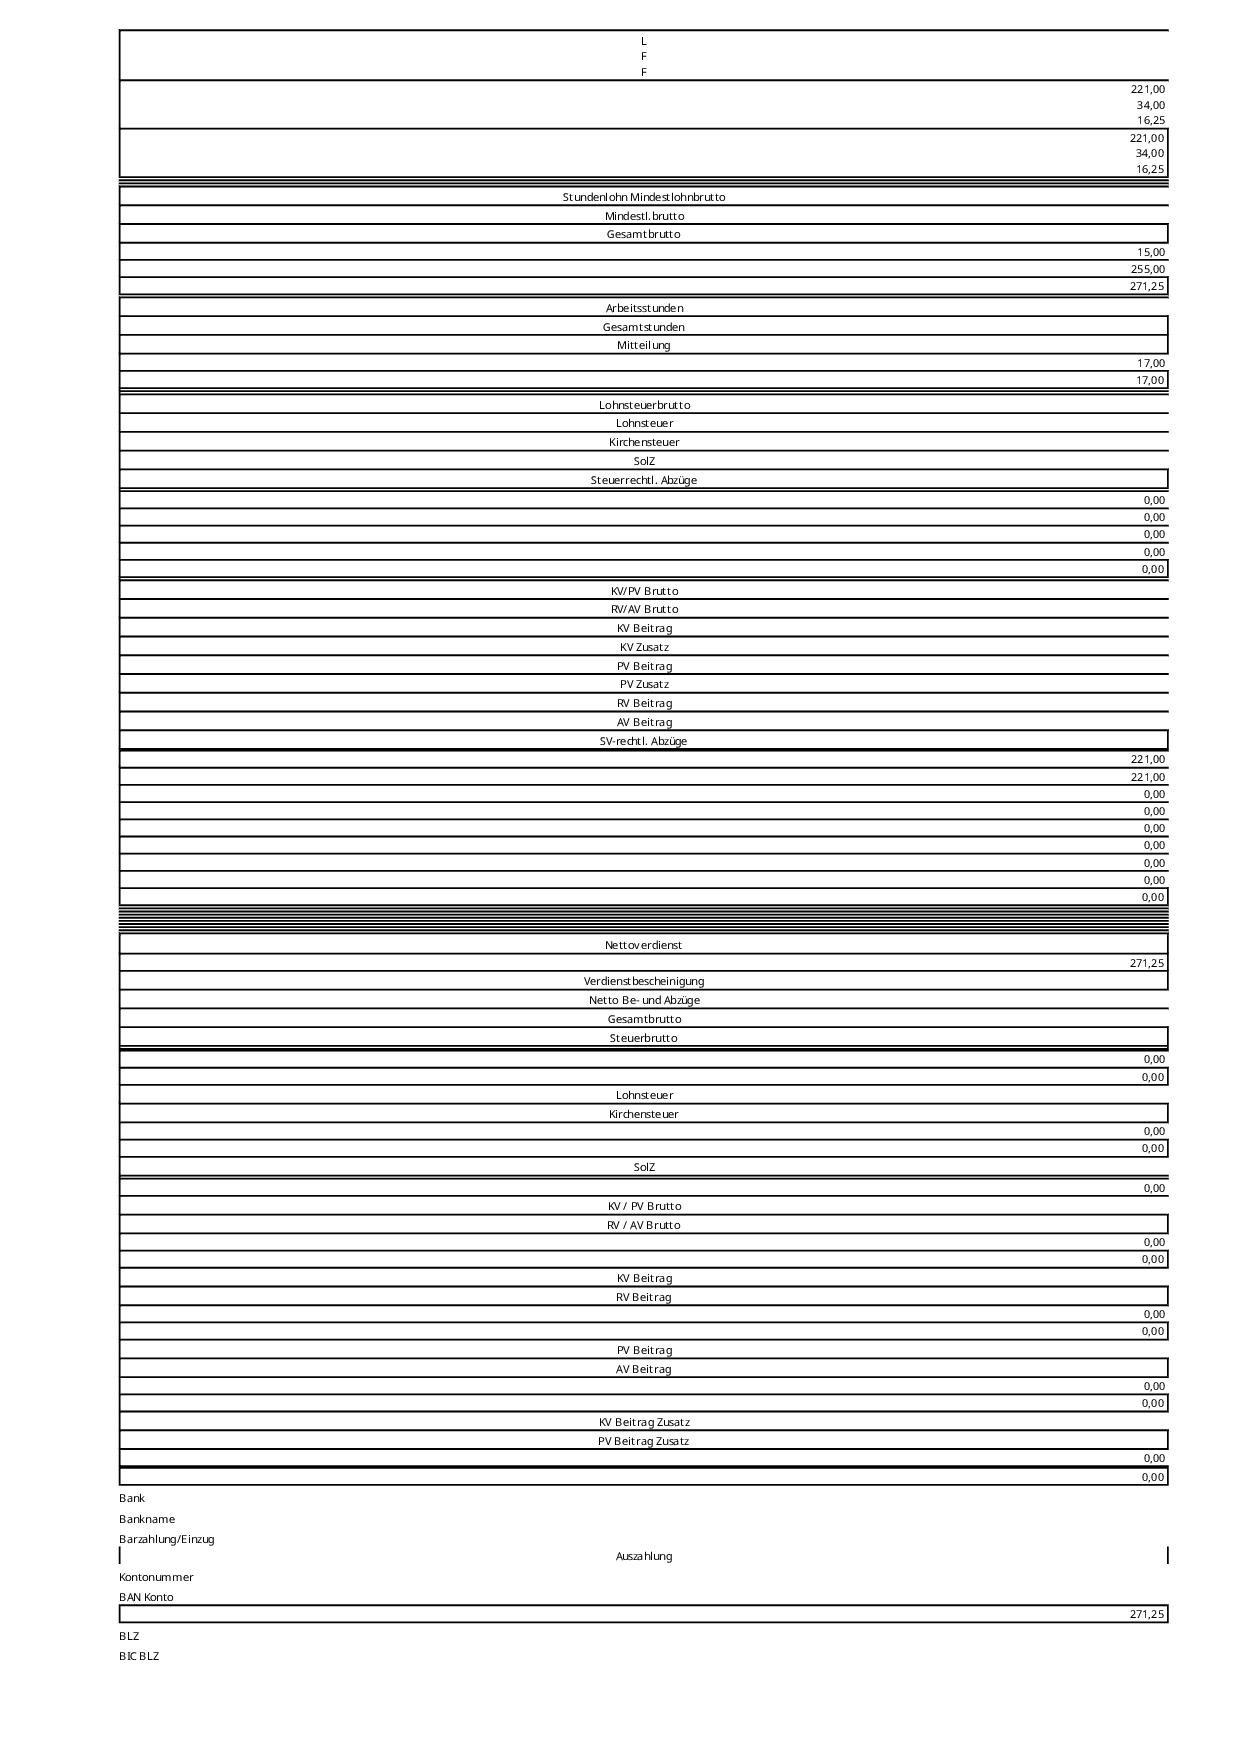 L
F
F
221,00
34,00
16,25
221,00
34,00
16,25
Stundenlohn Mindestlohnbrutto
Mindestl.brutto
Gesamtbrutto
15,00
255,00
271,25
Arbeitsstunden
Gesamtstunden
Mitteilung
17,00
17,00
Lohnsteuerbrutto
Lohnsteuer
Kirchensteuer
SolZ
Steuerrechtl. Abzüge
0,00
0,00
0,00
0,00
0,00
KV/PV Brutto
RV/AV Brutto
KV Beitrag
KV Zusatz
PV Beitrag
PV Zusatz
RV Beitrag
AV Beitrag
SV-rechtl. Abzüge
221,00
221,00
0,00
0,00
0,00
0,00
0,00
0,00
0,00
Nettoverdienst
271,25
Verdienstbescheinigung
Netto Be- und Abzüge
Gesamtbrutto
Steuerbrutto
0,00
0,00
Lohnsteuer
Kirchensteuer
0,00
0,00
SolZ
0,00
KV / PV Brutto
RV / AV Brutto
0,00
0,00
KV Beitrag
RV Beitrag
0,00
0,00
PV Beitrag
AV Beitrag
0,00
0,00
KV Beitrag Zusatz
PV Beitrag Zusatz
0,00
0,00
Bank
Bankname
Barzahlung/Einzug
Auszahlung
Kontonummer
BAN Konto
271,25
BLZ
BIC BLZ